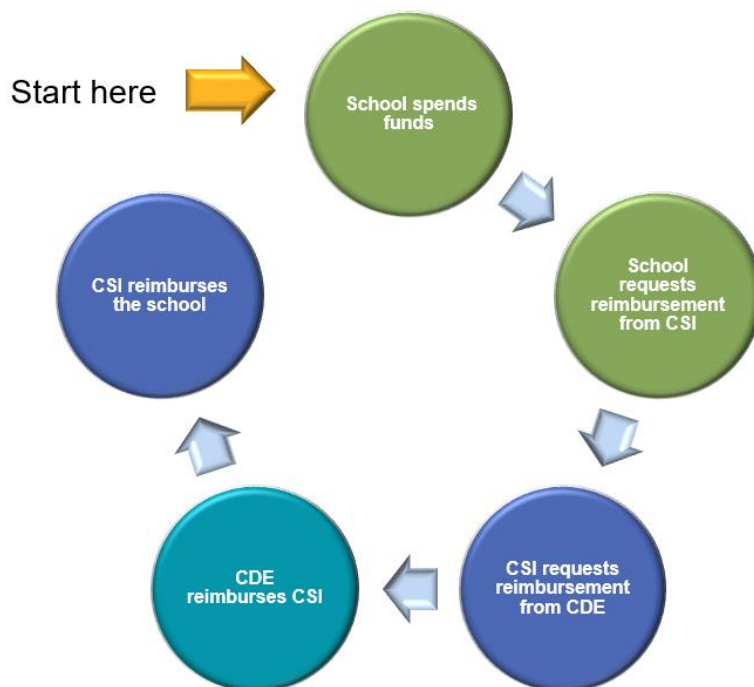 Start here
School spends
funds
School
requests
reimbursement
from CSI
CSI requests
reimbursement
from CDE
CDE
reimburses CSI
CSI reimburses
the school